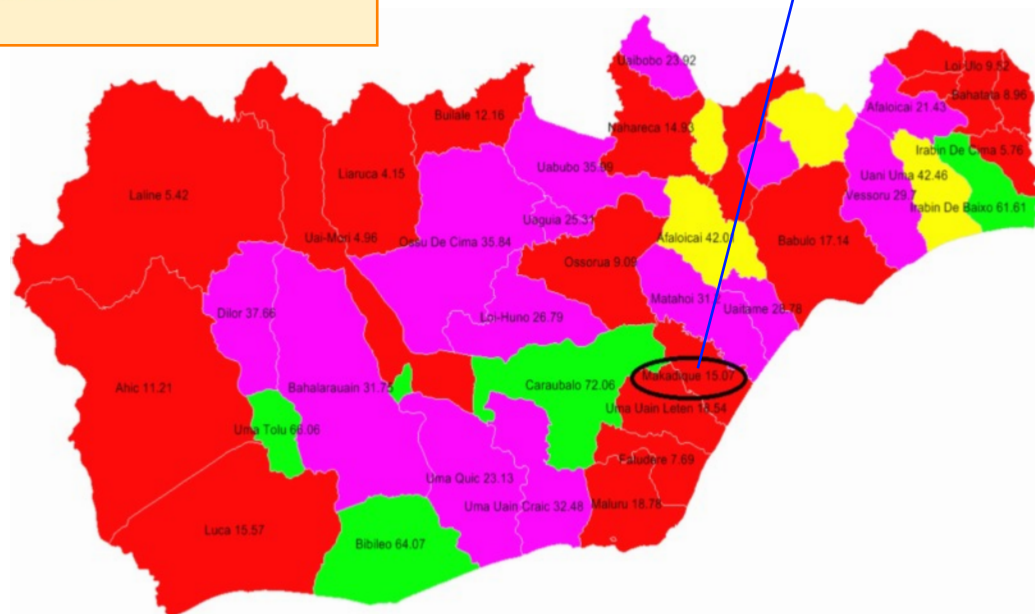 Uaibobo 23.92
Loi-Ulo 9.52
Bahatata 8.96
Afaloicai 21.43
Builale 12.16
Nahareca 14.93
Irabin De Cima 5.76
Liaruca 4.15
Uabubo 35.09
Uani Uma 42.46
Laline 5.42
Vessoru 29.7
Irabin De Baixo 61.61
Uaguia 25.31
Uai-Mori 4.96
Ossu De Cima 35.84
Afaloicai 42.01
Babulo 17.14
Ossorua 9.09
Matahoi 31.2
Uaitame 28.78
Dilor 37.66
Loi-Huno 26.79
Makadique 15.07
Ahic 11.21
Bahalarauain 31.75
Caraubalo 72.06
Uma Uain Leten 18.54
Uma Tolu 66.06
Faludere 7.69
Uma Quic 23.13
Uma Uain Craic 32.48
Maluru 18.78
Luca 15.57
Bibileo 64.07